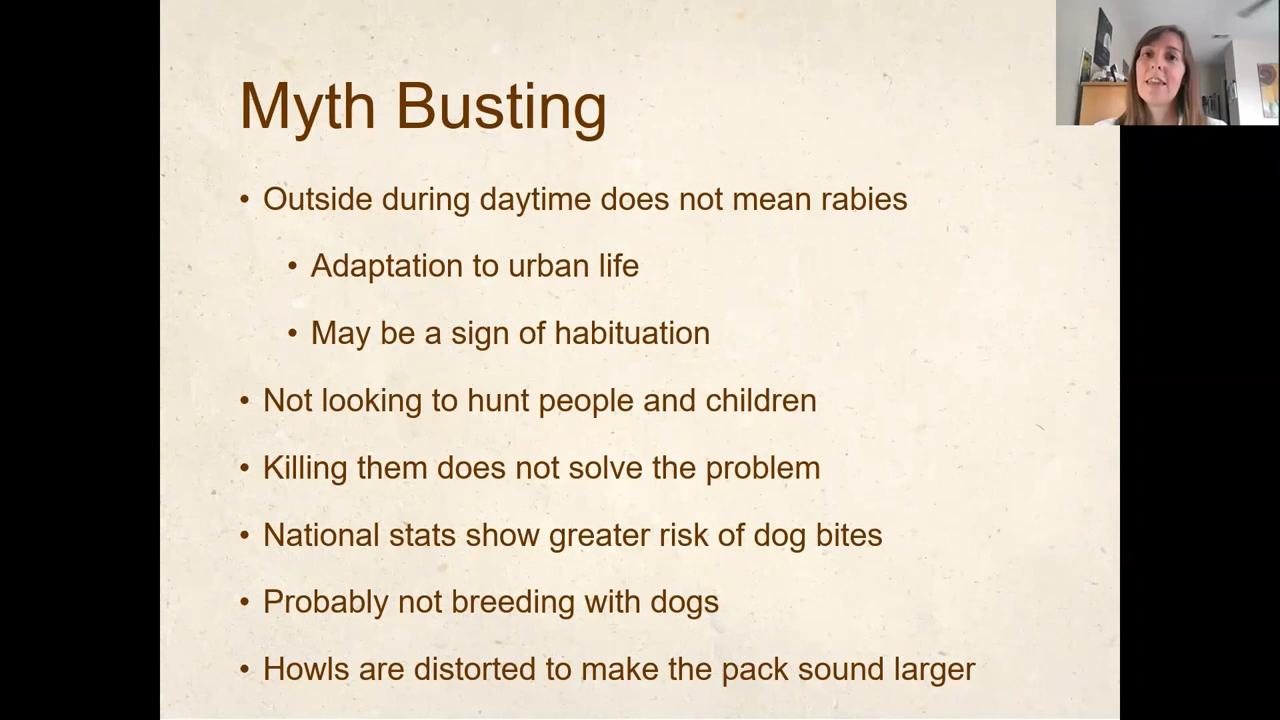 Myth Busting
• Outside during daytime does not mean rabies
• Adaptation to urban life
• May be a sign of habituation
• Not looking to hunt people and children
• Killing them does not solve the problem
• National stats show greater risk of dog bites
• Probably not breeding with dogs
• Howls are distorted to make the pack sound larger